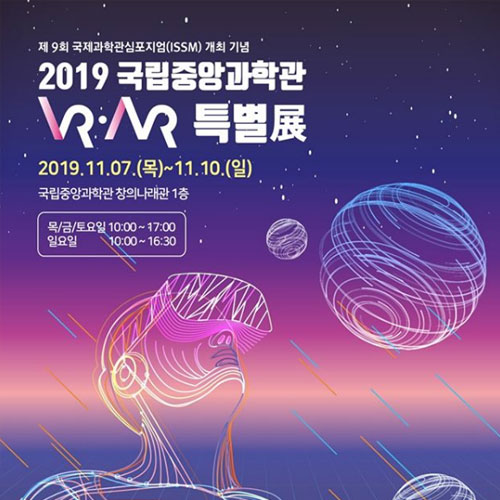 제 9회 국제과학관심포지엄(ISSM) 개최 기념
2019 국립중앙과학관
VR·AR 특별展
2019.11.07.(목)~11.10.(일)
국립중앙과학관 창의나래관 1층
목/금/토요일 10:00 ~ 17:00
일요일 10:00 ~ 16:30